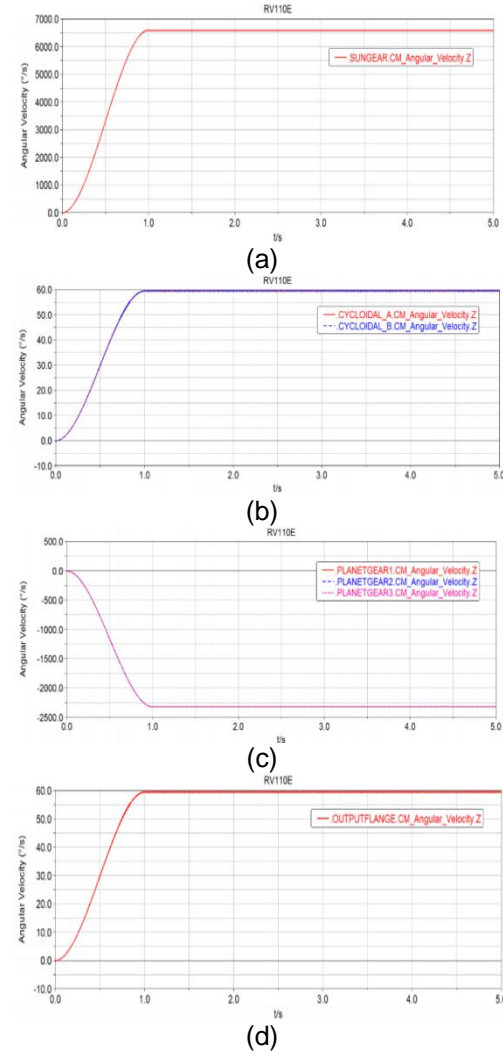 RV110E
7000.0
6000.0
5000.0
4000.0
3000.0
2000.0
1000.0
0.0
Angular Velocity (°/s)
.SUNGEAR.CM_Angular_Velocity.Z
0.0 1.0 2.0 3.0 4.0 5.0
t/s
(a)
RV110E
60.0
50.0
40.0
30.0
20.0
10.0
0.0
-10.0
Angular Velocity (°/s)
.CYCLOIDAL_A.CM_Angular_Velocity.Z
.CYCLOIDAL_B.CM_Angular_Velocity.Z
0.0 1.0 2.0 3.0 4.0 5.0
t/s
(b)
RV110E
500.0
0.0
-500.0
-1000.0
-1500.0
-2000.0
-2500.0
Angular Velocity (°/s)
.PLANETGEAR1.CM_Angular_Velocity.Z
.PLANETGEAR2.CM_Angular_Velocity.Z
.PLANETGEAR3.CM_Angular_Velocity.Z
0.0 1.0 2.0 3.0 4.0 5.0
t/s
(c)
RV110E
60.0
50.0
40.0
30.0
20.0
10.0
0.0
-10.0
Angular Velocity (°/s)
.OUTPUTFLANGE.CM_Angular_Velocity.Z
0.0 1.0 2.0 3.0 4.0 5.0
t/s
(d)